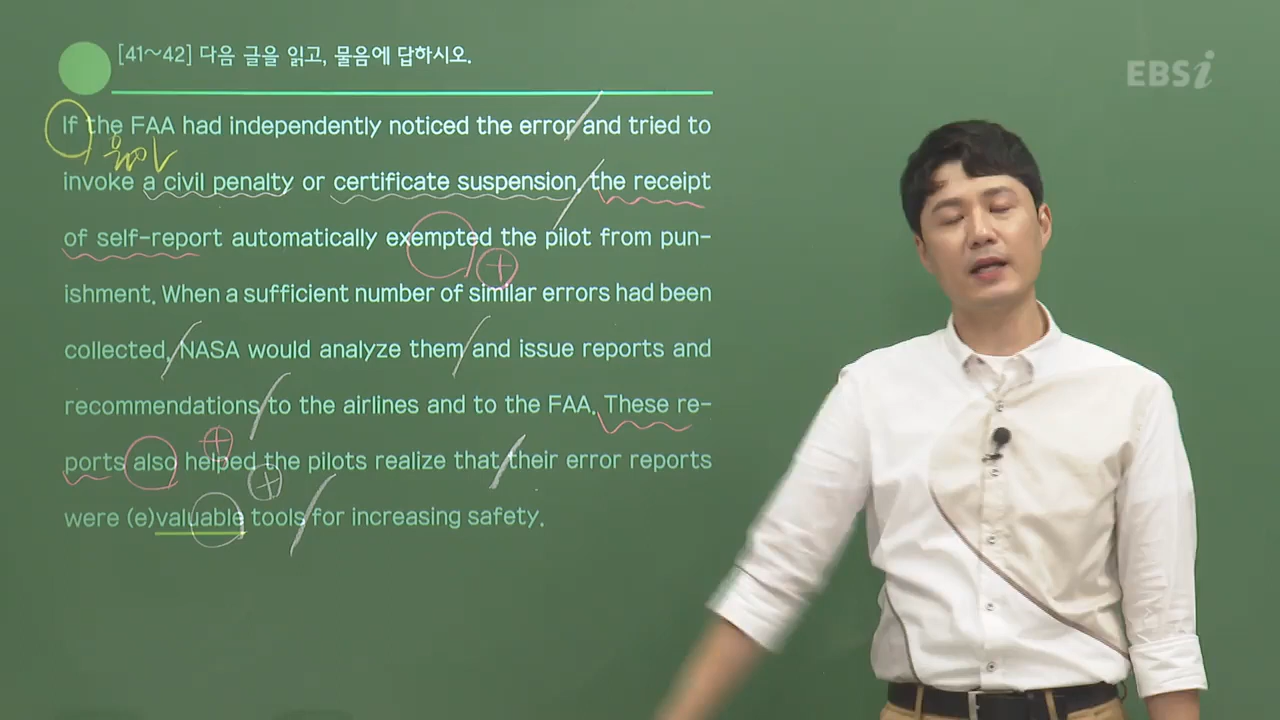 [41~42] 다음 글을 읽고, 물음에 답하시오.
EBSi
If the FAA had independently noticed the error and tried to
invoke a civil penalty or certificate suspension, the receipt
of self-report automatically exempted the pilot from pun-
ishment. When a sufficient number of similar errors had been
collected, NASA would analyze them and issue reports and
recommendations to the airlines and to the FAA. These re-
ports also helped the pilots realize that their error reports
were (e)valuable tools for increasing safety.